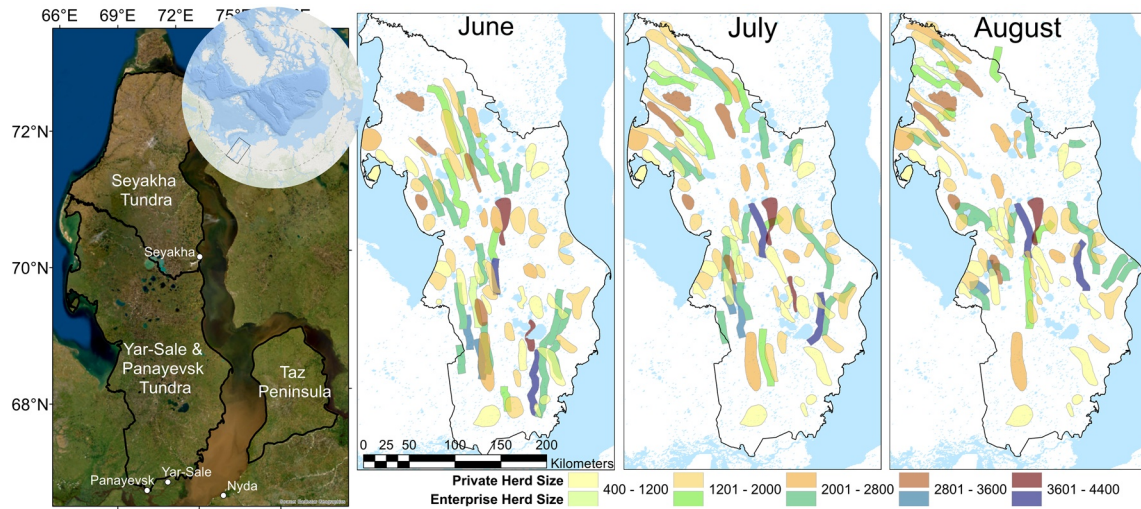 66°E 69°E 72°E 75°E
72°N
70°N
68°N
Seyakha
Tundra
Seyakha
Yar-Sale &
Panayevsk
Tundra
Taz
Peninsula
Panayevsk
Yar-Sale
Nyda
June
July
August
0 25 50 100 150 200
Kilometers
Private Herd Size
Enterprise Herd Size
400 - 1200
1201 - 2000
2001 - 2800
2801 - 3600
3601 - 4400